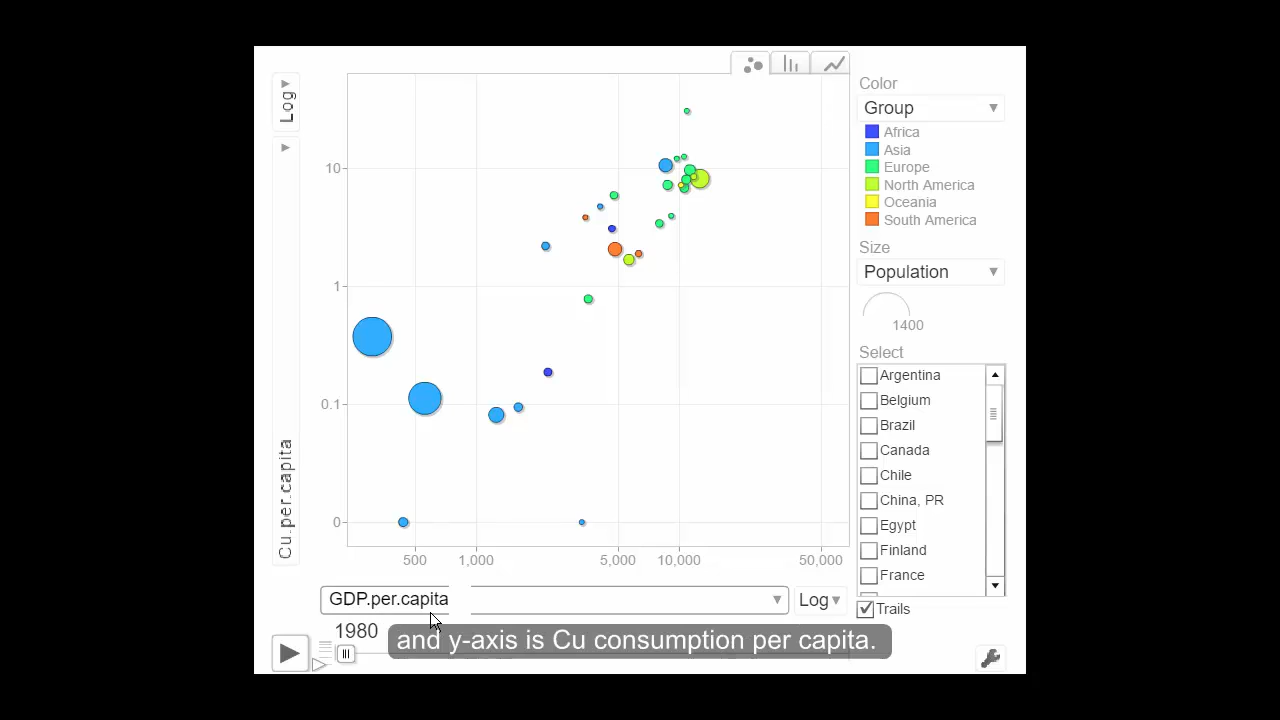 Log
Cu.per.capita
10
1
0.1
0
500
1,000
5,000
10,000
50,000
GDP.per.capita
Log
1980
and y-axis is Cu consumption per capita.
Color
Group
Africa
Asia
Europe
North America
Oceania
South America
Size
Population
1400
Select
Argentina
Belgium
Brazil
Canada
Chile
China, PR
Egypt
Finland
France
Trails